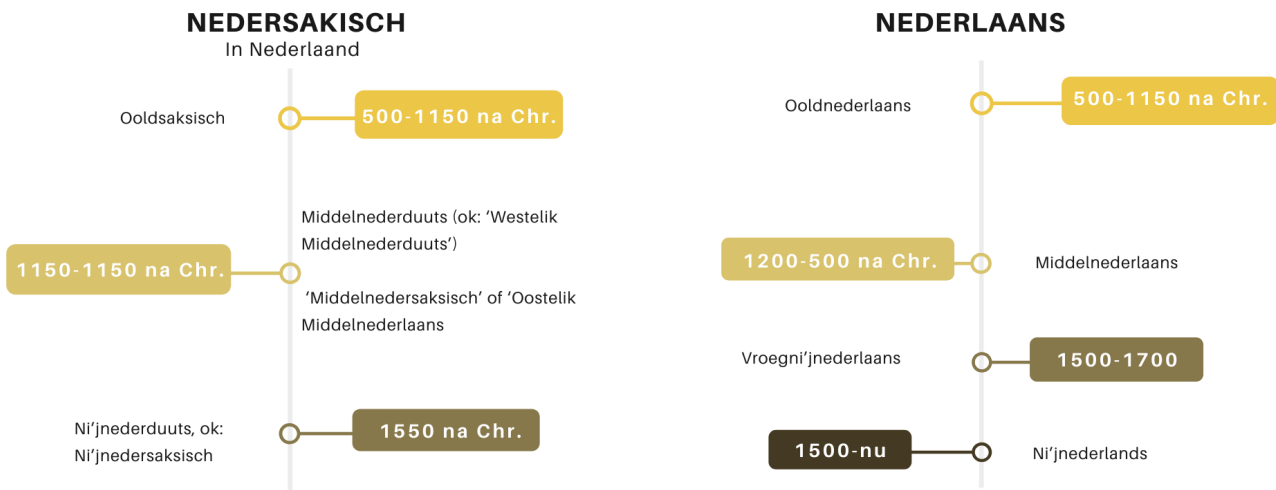 NEDERSAKISCH
In Nederlaand
Ooldsaksisch
500-1150 na Chr.
Middelnederduuts (ok: ‘Westelik
Middelnederduuts’)
1150-1150 na Chr.
‘Middelnedersaksisch’ of ‘Oostelik
Middelnederlaans
Ni’jnederduuts, ok:
Ni’jnedersaksisch
1550 na Chr.
NEDERLAANS
Ooldnederlaans
500-1150 na Chr.
1200-500 na Chr.
Middelnederlaans
Vroegni’jnederlaans
1500-1700
1500-nu
Ni’jnederlands